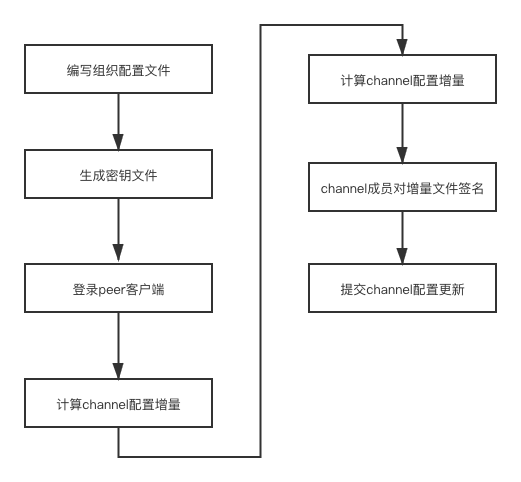 编写组织配置文件
生成密钥文件
登录peer客户端
计算channel配置增量
计算channel配置增量
channel成员对增量文件签名
提交channel配置更新